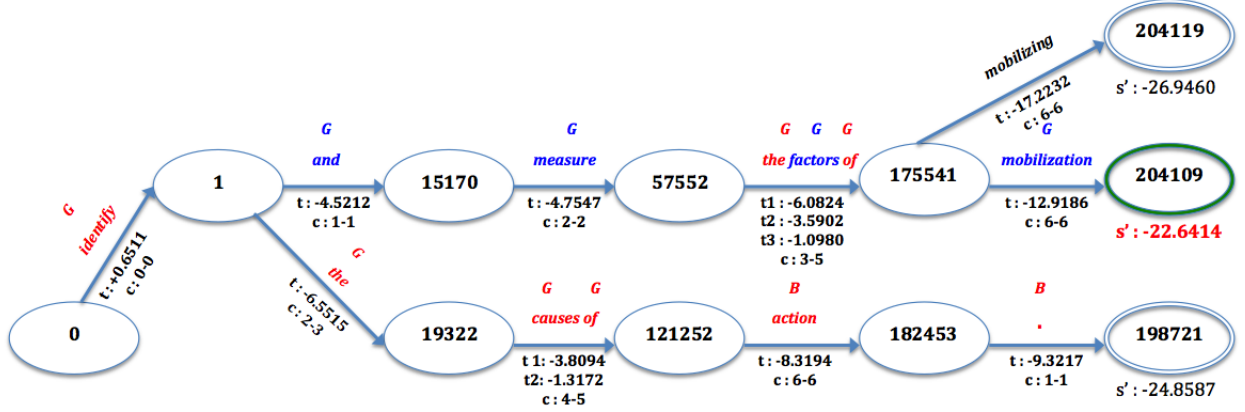 204119
s' : -26.9460
mobilizing
t : -17.2232
c : 6-6
G G G G G G
and measure the factors of mobilization
1 15170 57552 175541 204109
t : -4.5212 t : -4.7547 t1 : -6.0824 t : -12.9186
c : 1-1 c : 2-2 t2 : -3.5902 c : 6-6
t3 : -1.0980
c : 3-5
s' : -22.6414
G
identify
t : +0.6511
c : 0-0
G
the
t : -6.5515
c : 2-3
G G B B
causes of action .
0 19322 121252 182453 198721
t 1: -3.8094 t : -8.3194 t : -9.3217
t2: -1.3172 c : 6-6 c : 1-1
c : 4-5
s' : -24.8587